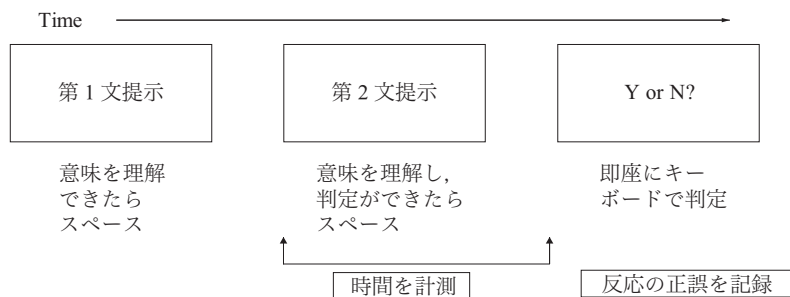 Time
第 1 文提示
第 2 文提示
Y or N?
意味を理解
できたら
スペース
意味を理解し,
判定ができたら
スペース
即座にキー
ボードで判定
時間を計測
反応の正誤を記録